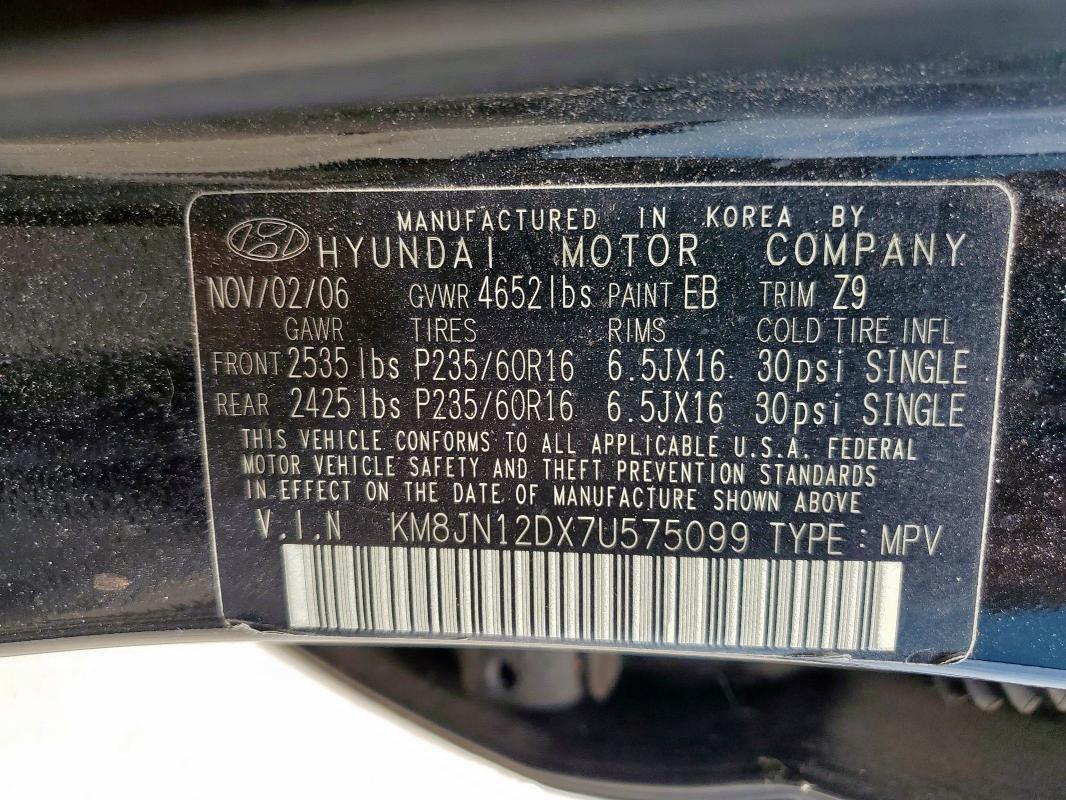 MANUFACTURED IN KOREA BY
HYUNDAI MOTOR COMPANY
NOV/02/06 GVWR 4652lbs PAINT EB TRIM Z9
GAWR TIRES RIMS COLD TIRE INFL
FRONT 2535lbs P235/60R16 6.5JX16. 30psi SINGLE
REAR 2425lbs P235/60R16 6.5JX16 30psi SINGLE
THIS VEHICLE CONFORMS TO ALL APPLICABLE U.S.A. FEDERAL
MOTOR VEHICLE SAFETY AND THEFT PREVENTION STANDARDS
IN EFFECT ON THE DATE OF MANUFACTURE SHOWN ABOVE
V.I.N KM8JN12DX7U575099 TYPE : MPV